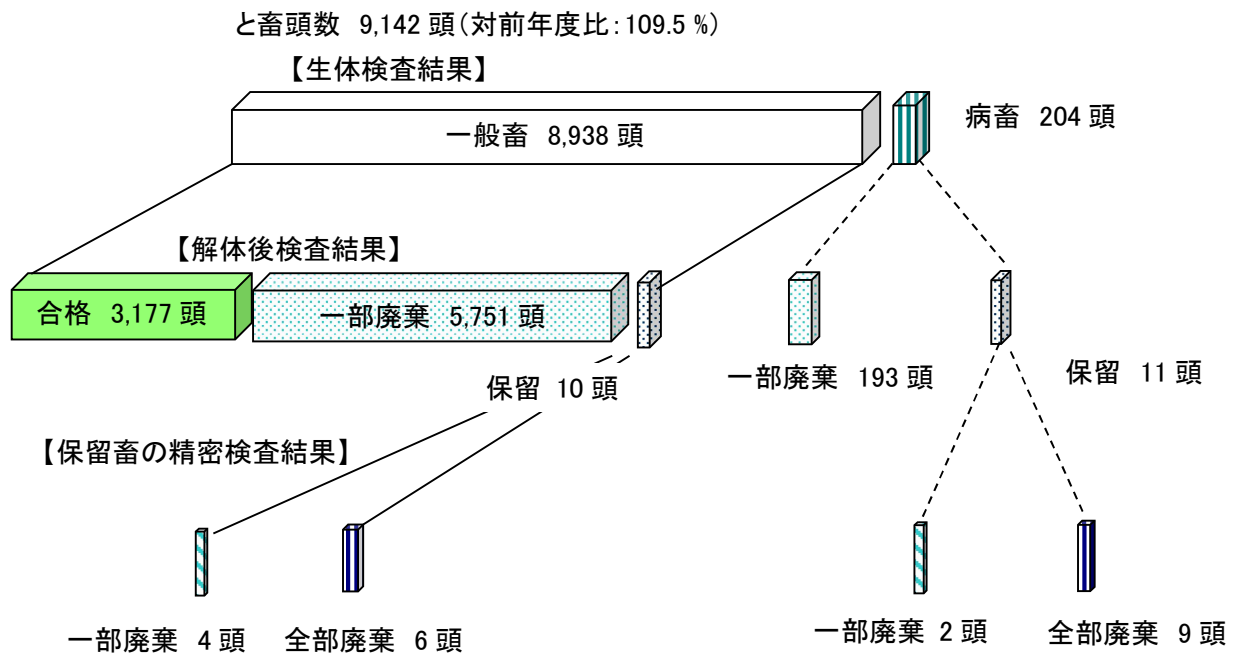 と畜頭数 9,142 頭(対前年度比:109.5 %)
【生体検査結果】
一般畜 8,938 頭
病畜 204 頭
【解体後検査結果】
合格 3,177 頭
一部廃棄 5,751 頭
保留 10 頭
一部廃棄 193 頭
保留 11 頭
【保留畜の精密検査結果】
一部廃棄 4 頭
全部廃棄 6 頭
一部廃棄 2 頭
全部廃棄 9 頭